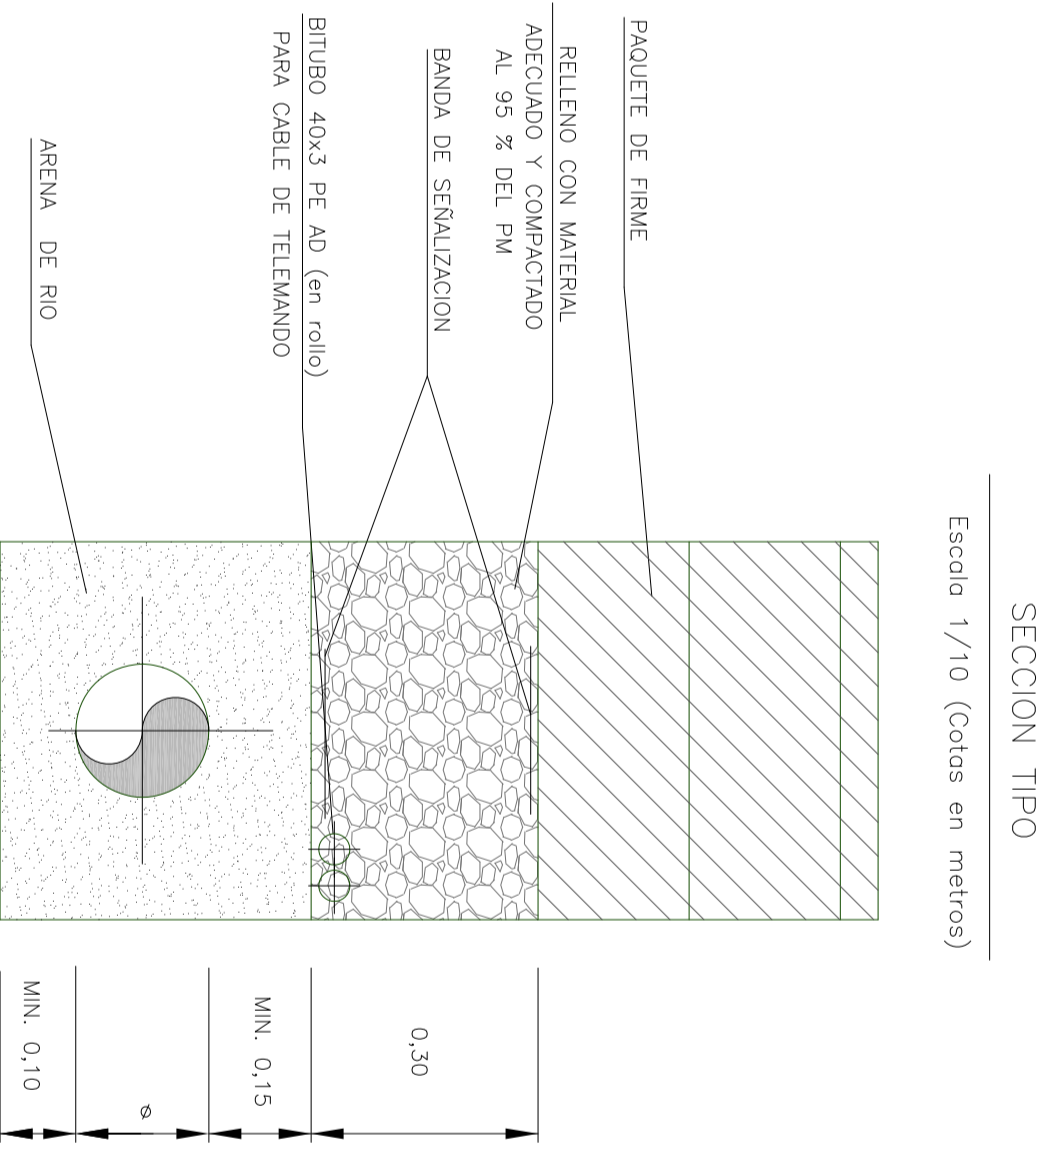 SECCION TIPO
Escala 1/10 (Cotas en metros)
PAQUETE DE FIRME
RELLENO CON MATERIAL
ADECUADO Y COMPACTADO
AL 95 % DEL PM
BANDA DE SEÑALIZACION
BITUBO 40x3 PE AD (en rollo)
PARA CABLE DE TELEMANDO
ARENA DE RIO
0,30
MIN. 0,15
ø
MIN. 0,10